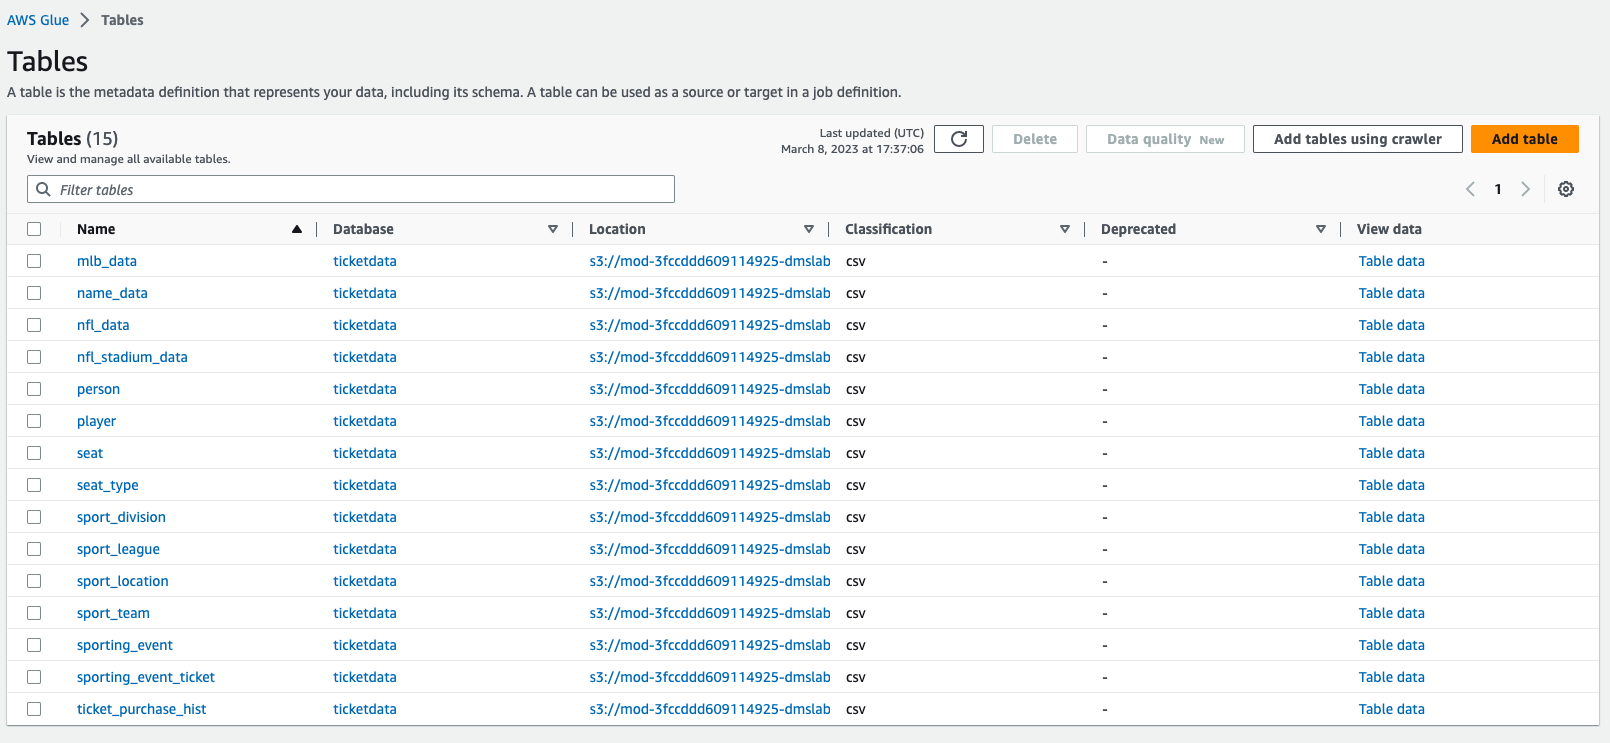 AWS Glue > Tables
Tables
A table is the metadata definition that represents your data, including its schema. A table can be used as a source or target in a job definition.
Tables (15)
View and manage all available tables.
Last updated (UTC)
March 8, 2023 at 17:37:06
Delete
Data quality New
Add tables using crawler
Add table
Filter tables
1
Name Database Location Classification Deprecated View data
mlb_data ticketdata s3://mod-3fccddd609114925-dmslab csv - Table data
name_data ticketdata s3://mod-3fccddd609114925-dmslab csv - Table data
nfl_data ticketdata s3://mod-3fccddd609114925-dmslab csv - Table data
nfl_stadium_data ticketdata s3://mod-3fccddd609114925-dmslab csv - Table data
person ticketdata s3://mod-3fccddd609114925-dmslab csv - Table data
player ticketdata s3://mod-3fccddd609114925-dmslab csv - Table data
seat ticketdata s3://mod-3fccddd609114925-dmslab csv - Table data
seat_type ticketdata s3://mod-3fccddd609114925-dmslab csv - Table data
sport_division ticketdata s3://mod-3fccddd609114925-dmslab csv - Table data
sport_league ticketdata s3://mod-3fccddd609114925-dmslab csv - Table data
sport_location ticketdata s3://mod-3fccddd609114925-dmslab csv - Table data
sport_team ticketdata s3://mod-3fccddd609114925-dmslab csv - Table data
sporting_event ticketdata s3://mod-3fccddd609114925-dmslab csv - Table data
sporting_event_ticket ticketdata s3://mod-3fccddd609114925-dmslab csv - Table data
ticket_purchase_hist ticketdata s3://mod-3fccddd609114925-dmslab csv - Table data